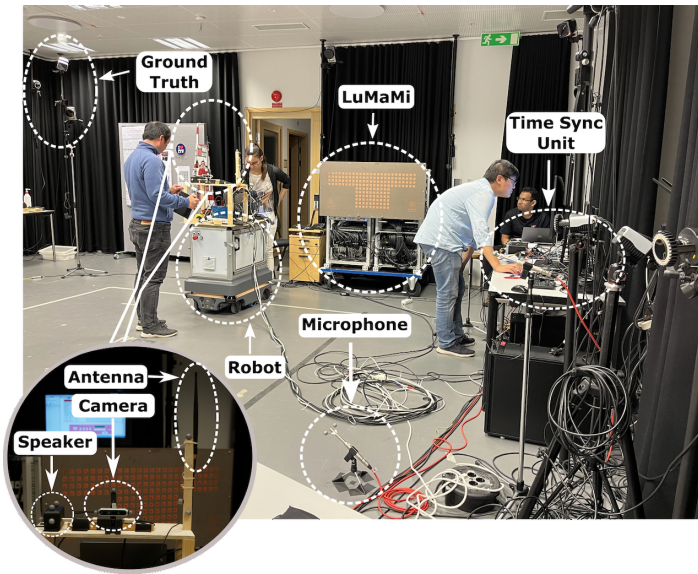 Ground
Truth
LuMaMi
Time Sync
Unit
Microphone
Robot
Antenna
Camera
Speaker